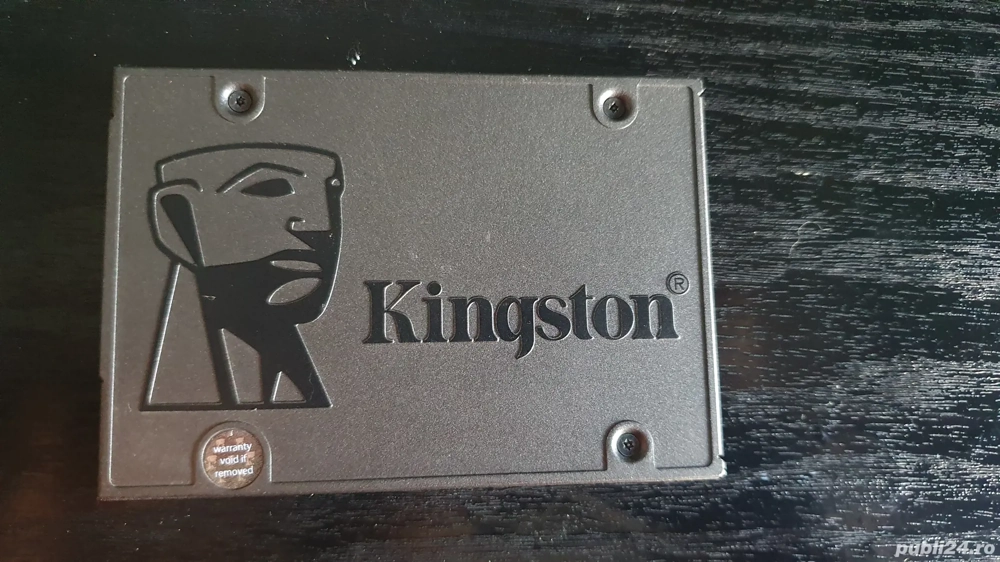 Kingston®
warranty
void if
removed
publi24.ro